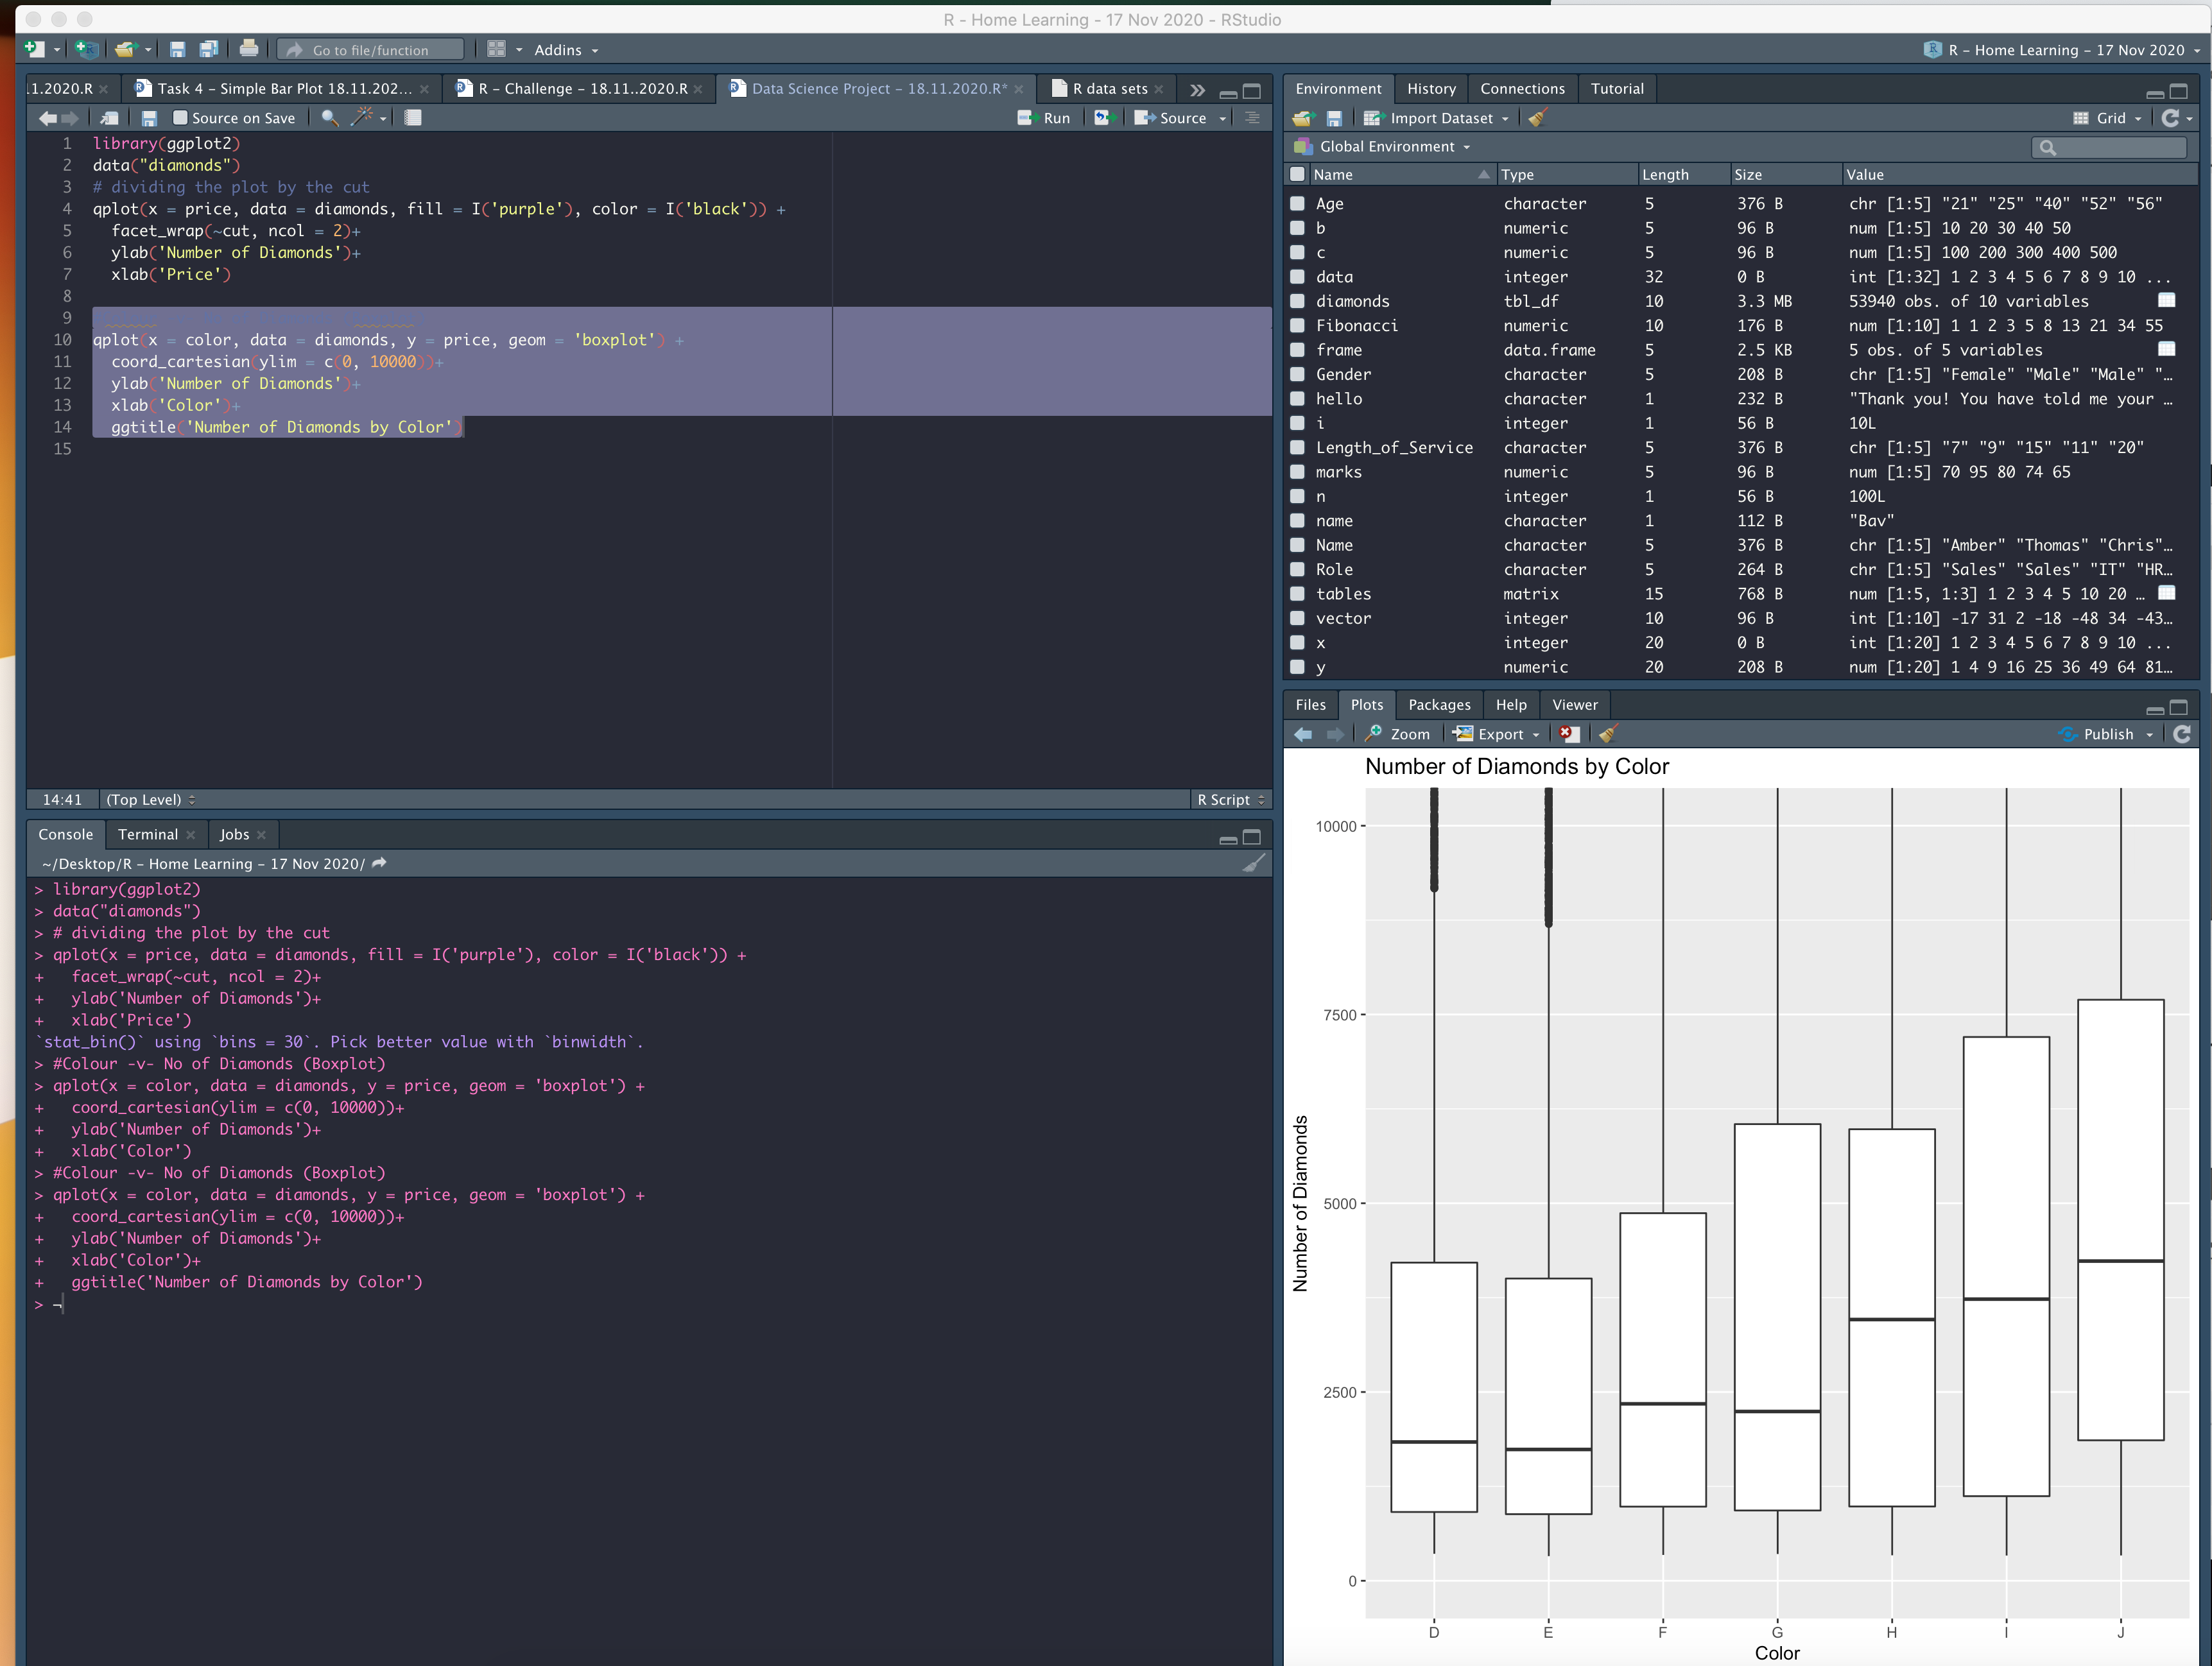 R - Home Learning - 17 Nov 2020 - RStudio
Go to file/function
Addins
R – Home Learning – 17 Nov 2020
11.2020.R
Task 4 – Simple Bar Plot 18.11.202...
R – Challenge – 18.11..2020.R
Data Science Project – 18.11.2020.R*
R data sets
Source on Save
Run
Source
1 library(ggplot2)
2 data("diamonds")
3 # dividing the plot by the cut
4 qplot(x = price, data = diamonds, fill = I('purple'), color = I('black')) +
5 facet_wrap(~cut, ncol = 2)+
6 ylab('Number of Diamonds')+
7 xlab('Price')
8
9
10 qplot(x = color, data = diamonds, y = price, geom = 'boxplot') +
11 coord_cartesian(ylim = c(0, 10000))+
12 ylab('Number of Diamonds')+
13 xlab('Color')+
14 ggtitle('Number of Diamonds by Color')
15
14:41 (Top Level) R Script
Console Terminal Jobs
~/Desktop/R – Home Learning – 17 Nov 2020/
> library(ggplot2)
> data("diamonds")
> # dividing the plot by the cut
> qplot(x = price, data = diamonds, fill = I('purple'), color = I('black')) +
+ facet_wrap(~cut, ncol = 2)+
+ ylab('Number of Diamonds')+
+ xlab('Price')
`stat_bin()` using `bins = 30`. Pick better value with `binwidth`.
> #Colour -v- No of Diamonds (Boxplot)
> qplot(x = color, data = diamonds, y = price, geom = 'boxplot') +
+ coord_cartesian(ylim = c(0, 10000))+
+ ylab('Number of Diamonds')+
+ xlab('Color')
> #Colour -v- No of Diamonds (Boxplot)
> qplot(x = color, data = diamonds, y = price, geom = 'boxplot') +
+ coord_cartesian(ylim = c(0, 10000))+
+ ylab('Number of Diamonds')+
+ xlab('Color')+
+ ggtitle('Number of Diamonds by Color')
> ¬
Environment History Connections Tutorial
Import Dataset
Grid
Global Environment
Name Type Length Size Value
Age character 5 376 B chr [1:5] "21" "25" "40" "52" "56"
b numeric 5 96 B num [1:5] 10 20 30 40 50
c numeric 5 96 B num [1:5] 100 200 300 400 500
data integer 32 0 B int [1:32] 1 2 3 4 5 6 7 8 9 10 ...
diamonds tbl_df 10 3.3 MB 53940 obs. of 10 variables
Fibonacci numeric 10 176 B num [1:10] 1 1 2 3 5 8 13 21 34 55
frame data.frame 5 2.5 KB 5 obs. of 5 variables
Gender character 5 208 B chr [1:5] "Female" "Male" "Male" "…
hello character 1 232 B "Thank you! You have told me your …
i integer 1 56 B 10L
Length_of_Service character 5 376 B chr [1:5] "7" "9" "15" "11" "20"
marks numeric 5 96 B num [1:5] 70 95 80 74 65
n integer 1 56 B 100L
name character 1 112 B "Bav"
Name character 5 376 B chr [1:5] "Amber" "Thomas" "Chris"…
Role character 5 264 B chr [1:5] "Sales" "Sales" "IT" "HR…
tables matrix 15 768 B num [1:5, 1:3] 1 2 3 4 5 10 20 …
vector integer 10 96 B int [1:10] -17 31 2 -18 -48 34 -43…
x integer 20 0 B int [1:20] 1 2 3 4 5 6 7 8 9 10 ...
y numeric 20 208 B num [1:20] 1 4 9 16 25 36 49 64 81…
Files Plots Packages Help Viewer
Zoom Export Publish
Number of Diamonds by Color
10000
7500
5000
2500
0
Number of Diamonds
D E F G H I J
Color